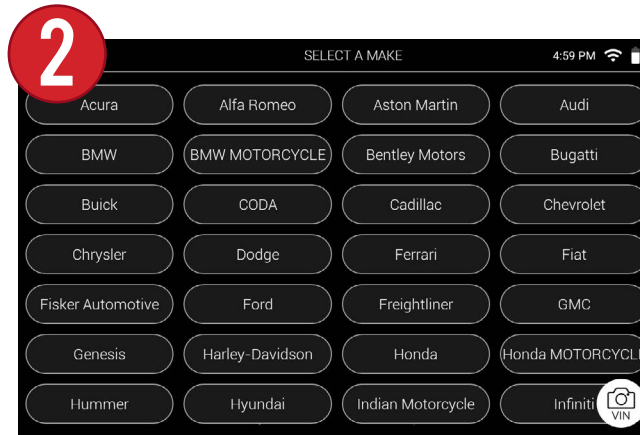 2
SELECT A MAKE 4:59 PM
Acura Alfa Romeo Aston Martin Audi
BMW BMW MOTORCYCLE Bentley Motors Bugatti
Buick CODA Cadillac Chevrolet
Chrysler Dodge Ferrari Fiat
Fisker Automotive Ford Freightliner GMC
Genesis Harley-Davidson Honda Honda MOTORCYCL
Hummer Hyundai Indian Motorcycle Infiniti
VIN